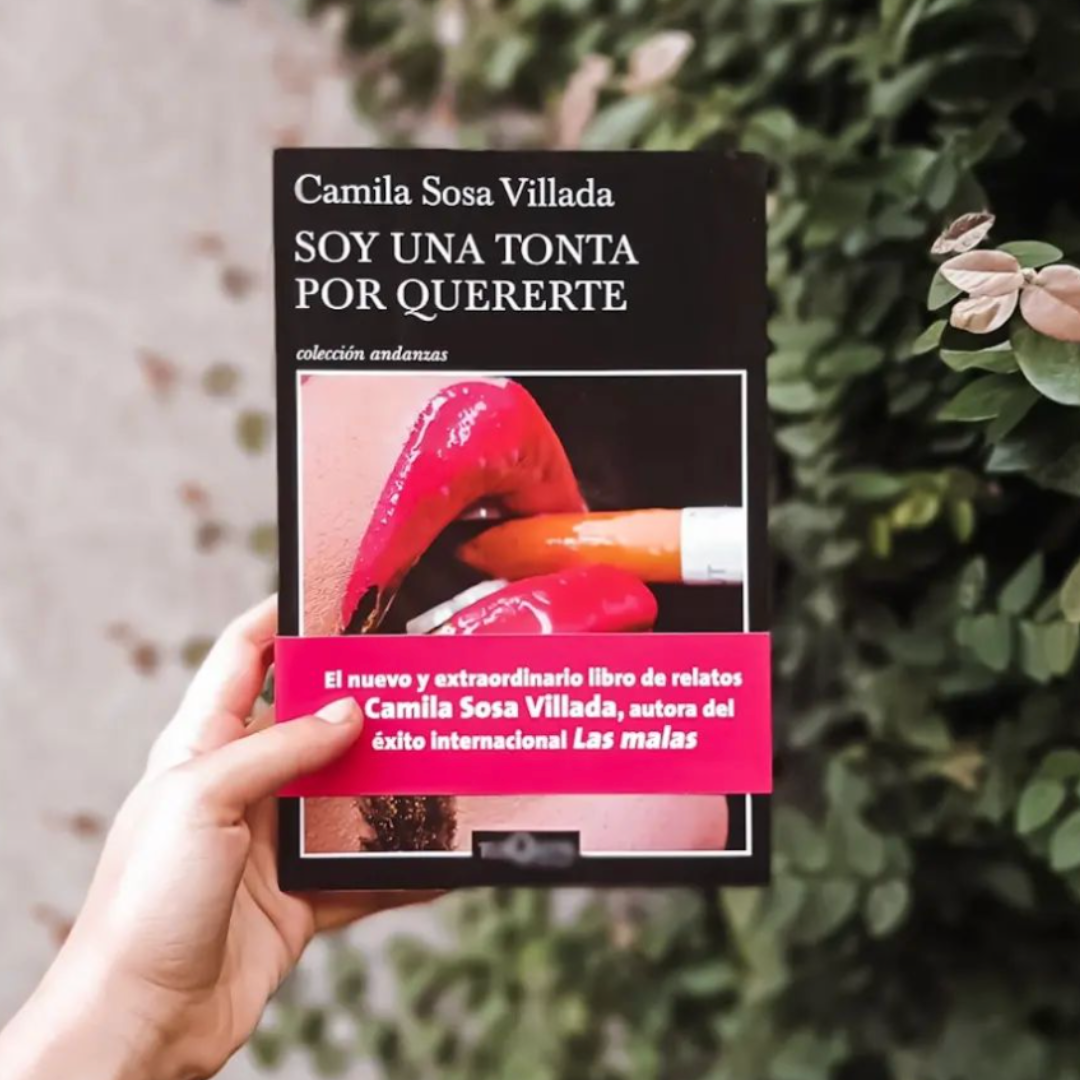 Camila Sosa Villada
SOY UNA TONTA
POR QUERERTE
colección andanzas
El nuevo y extraordinario libro de relatos
Camila Sosa Villada, autora del
éxito internacional Las malas